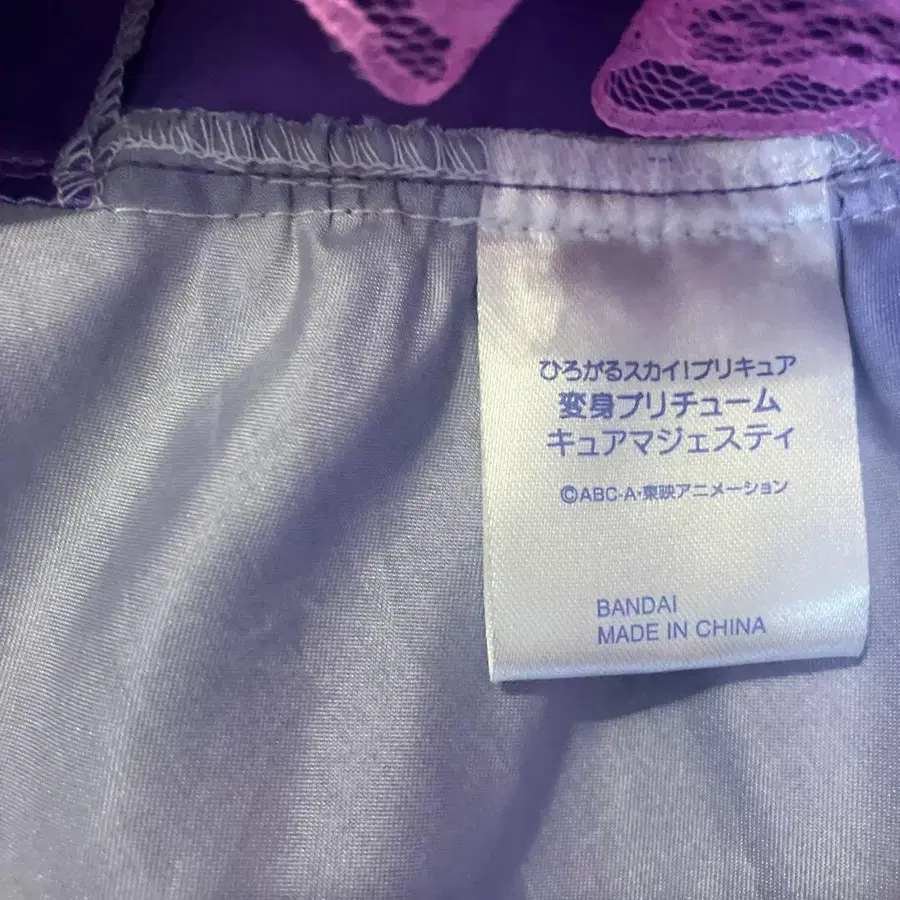 ひろがるスカイ!プリキュア
変身プリチューム
キュアマジェスティ
©ABC-A・東映アニメーション
BANDAI
MADE IN CHINA